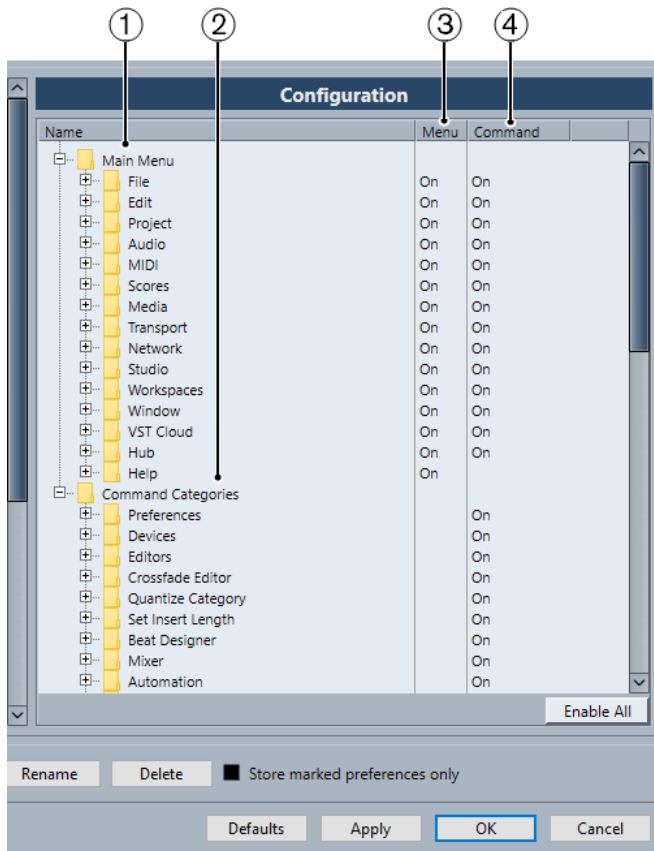 1 2 3 4
Configuration
Name Menu Command
Main Menu
File On On
Edit On On
Project On On
Audio On On
MIDI On On
Scores On On
Media On On
Transport On On
Network On On
Studio On On
Workspaces On On
Window On On
VST Cloud On On
Hub On On
Help On
Command Categories
Preferences On
Devices On
Editors On
Crossfade Editor On
Quantize Category On
Set Insert Length On
Beat Designer On
Mixer On
Automation On
Enable All
Rename Delete Store marked preferences only
Defaults Apply OK Cancel